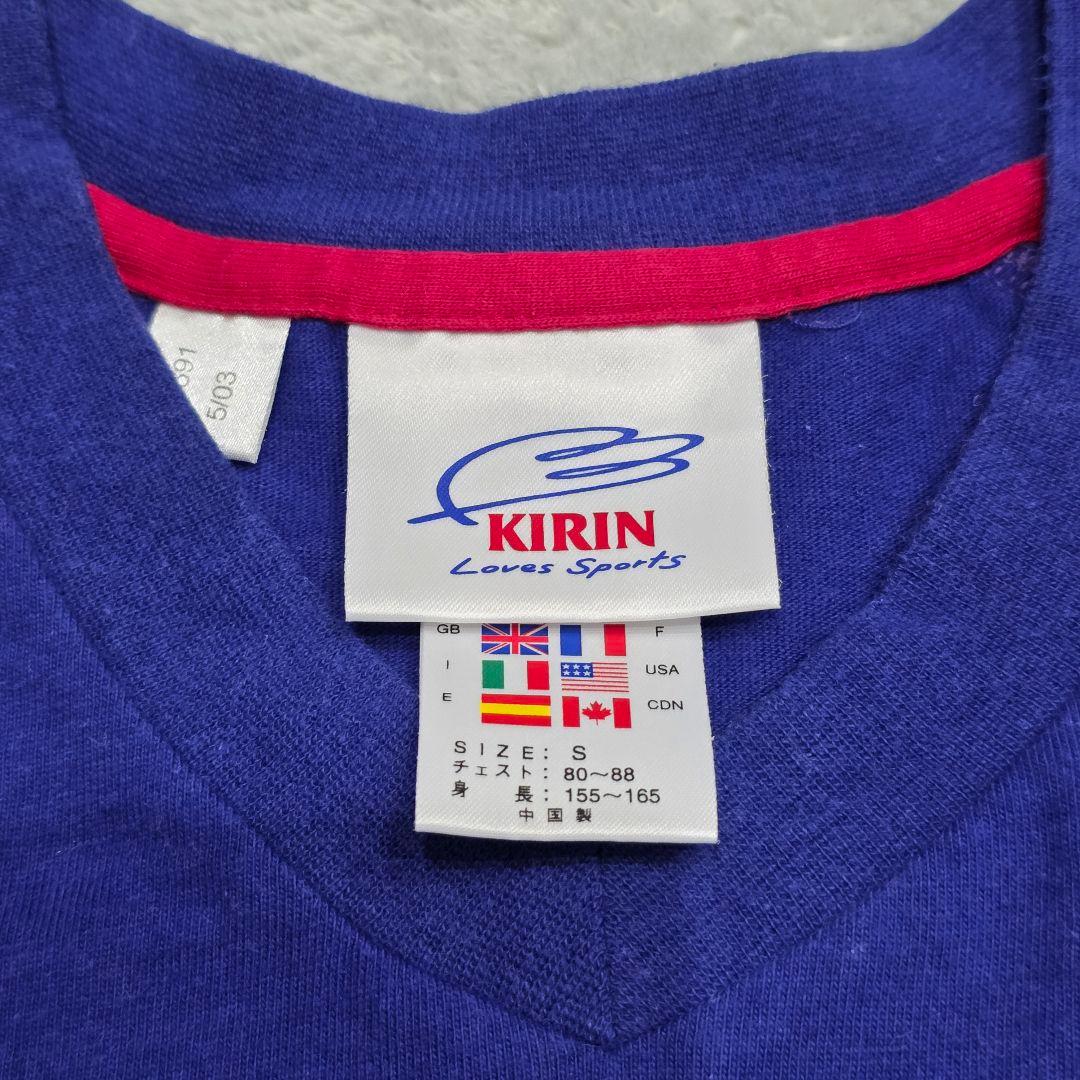 691
5/03
KIRIN
Loves Sports
GB F
I USA
E CDN
SIZE: S
チェスト: 80～88
身 長: 155～165
中国製